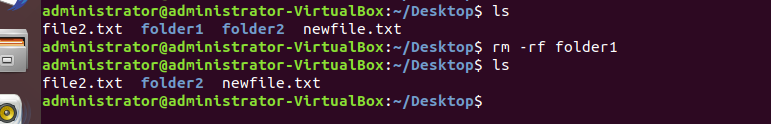 administrator@administrator-VirtualBox:~/Desktop$ ls
file2.txt  folder1  folder2  newfile.txt
administrator@administrator-VirtualBox:~/Desktop$ rm -rf folder1
administrator@administrator-VirtualBox:~/Desktop$ ls
file2.txt  folder2  newfile.txt
administrator@administrator-VirtualBox:~/Desktop$